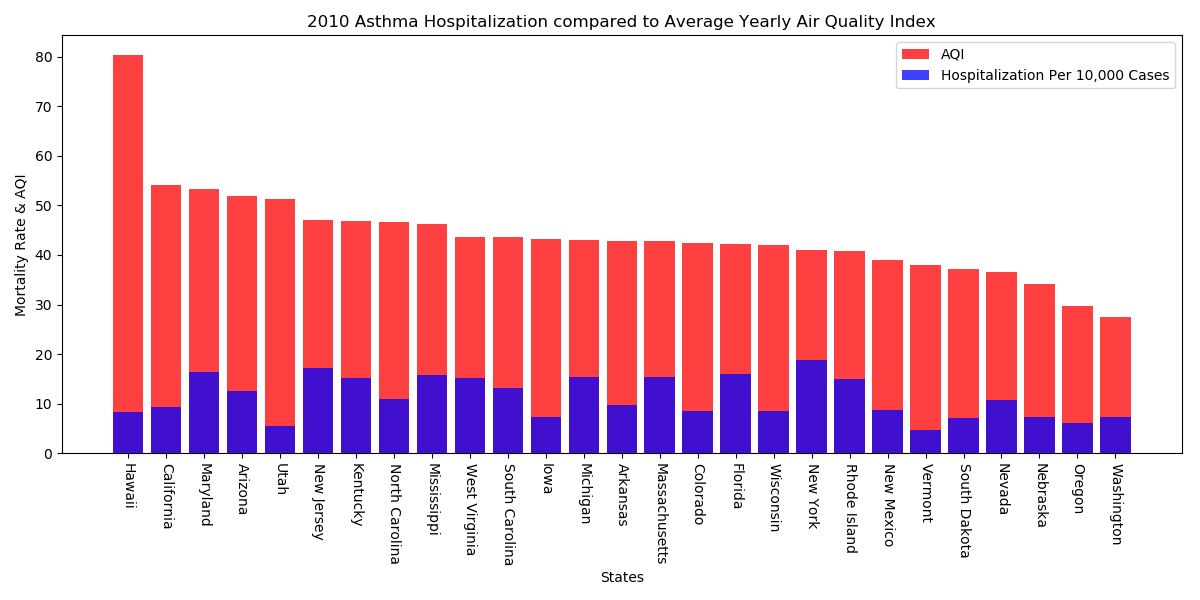 2010 Asthma Hospitalization compared to Average Yearly Air Quality Index
AQI
Hospitalization Per 10,000 Cases
Mortality Rate & AQI
80
70
60
50
40
30
20
10
0
Hawaii
California
Maryland
Arizona
Utah
New Jersey
Kentucky
North Carolina
Mississippi
West Virginia
South Carolina
Iowa
Michigan
Arkansas
Massachusetts
Colorado
Florida
Wisconsin
New York
Rhode Island
New Mexico
Vermont
South Dakota
Nevada
Nebraska
Oregon
Washington
States